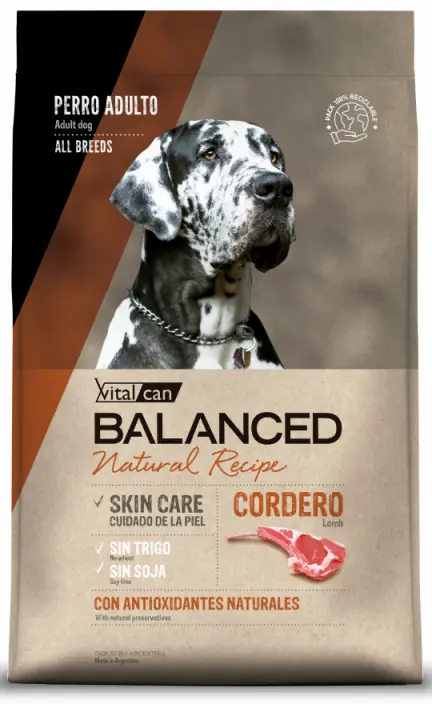 PERRO ADULTO
Adult dog
ALL BREEDS
PACK 100% RECICLABLE
Vital can
BALANCED
Natural Recipe
SKIN CARE
CUIDADO DE LA PIEL
CORDERO
Lamb
SIN TRIGO
No wheat
SIN SOJA
Soy free
CON ANTIOXIDANTES NATURALES
With natural preservatives
INDUSTRIA ARGENTINA
Made in Argentina